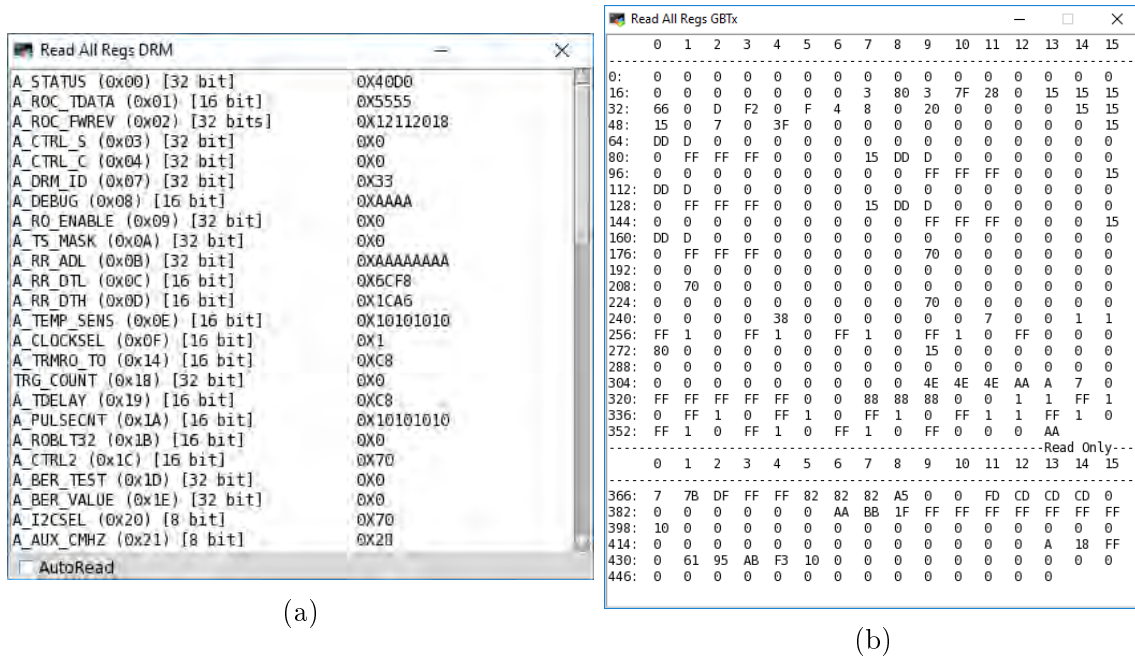 Read All Regs DRM
A_STATUS (0x00) [32 bit] 0X40D0
A_ROC_TDATA (0x01) [16 bit] 0X5555
A_ROC_FWREV (0x02) [32 bits] 0X12112018
A_CTRL_S (0x03) [32 bit] 0X0
A_CTRL_C (0x04) [32 bit] 0X0
A_DRM_ID (0x07) [32 bit] 0X33
A_DEBUG (0x08) [16 bit] 0XAAAA
A_RO_ENABLE (0x09) [32 bit] 0X0
A_TS_MASK (0x0A) [32 bit] 0X0
A_RR_ADL (0x0B) [32 bit] 0XAAAAAAAA
A_RR_DTL (0x0C) [16 bit] 0X6CF8
A_RR_DTH (0x0D) [16 bit] 0X1CA6
A_TEMP_SENS (0x0E) [16 bit] 0X10101010
A_CLOCKSEL (0x0F) [16 bit] 0X1
A_TRMRO_TO (0x14) [16 bit] 0XC8
TRG_COUNT (0x18) [32 bit] 0X0
A_TDELAY (0x19) [16 bit] 0XC8
A_PULSECNT (0x1A) [16 bit] 0X10101010
A_ROBLT32 (0x1B) [16 bit] 0X0
A_CTRL2 (0x1C) [16 bit] 0X70
A_BER_TEST (0x1D) [32 bit] 0X0
A_BER_VALUE (0x1E) [32 bit] 0X0
A_I2CSEL (0x20) [8 bit] 0X70
A_AUX_CMHZ (0x21) [8 bit]
AutoRead
(a)
Read All Regs GBTx
0 1 2 3 4 5 6 7 8 9 10 11 12 13 14 15
0: 0 0 0 0 0 0 0 0 0 0 0 0 0 0 0 0
16: 0 0 0 0 0 0 0 3 80 3 7F 28 0 15 15 15
32: 66 0 D F2 0 F 4 8 0 20 0 0 0 0 15 15
48: 15 0 7 0 3F 0 0 0 0 0 0 0 0 0 0 15
64: DD D 0 0 0 0 0 0 0 0 0 0 0 0 0 0
80: 0 FF FF FF 0 0 0 15 DD D 0 0 0 0 0 0
96: 0 0 0 0 0 0 0 0 0 FF FF FF 0 0 0 15
112: DD D 0 0 0 0 0 0 0 0 0 0 0 0 0 0
128: 0 FF FF FF 0 0 0 15 DD D 0 0 0 0 0 0
144: 0 0 0 0 0 0 0 0 0 FF FF FF 0 0 0 15
160: DD D 0 0 0 0 0 0 0 0 0 0 0 0 0 0
176: 0 FF FF FF 0 0 0 0 0 70 0 0 0 0 0 0
192: 0 0 0 0 0 0 0 0 0 0 0 0 0 0 0 0
208: 0 70 0 0 0 0 0 0 0 0 0 0 0 0 0 0
224: 0 0 0 0 0 0 0 0 0 70 0 0 0 0 0 0
240: 0 0 0 0 38 0 0 0 0 0 0 7 0 0 1 1
256: FF 1 0 FF 1 0 FF 1 0 FF 1 0 FF 0 0 0
272: 80 0 0 0 0 0 0 0 0 15 0 0 0 0 0 0
288: 0 0 0 0 0 0 0 0 0 0 0 0 0 0 0 0
304: 0 0 0 0 0 0 0 0 0 4E 4E 4E AA A 7 0
320: FF FF FF FF FF 0 0 88 88 88 0 0 1 1 FF 1
336: 0 FF 1 0 FF 1 0 FF 1 0 FF 1 1 FF 1 0
352: FF 1 0 FF 1 0 FF 1 0 FF 0 0 0 AA
Read Only
0 1 2 3 4 5 6 7 8 9 10 11 12 13 14 15
366: 7 7B DF FF FF 82 82 82 A5 0 0 FD CD CD CD 0
382: 0 0 0 0 0 0 AA BB 1F FF FF FF FF FF FF FF
398: 10 0 0 0 0 0 0 0 0 0 0 0 0 0 0 0
414: 0 0 0 0 0 0 0 0 0 0 0 0 0 A 18 FF
430: 0 61 95 AB F3 10 0 0 0 0 0 0 0 0 0 0
446: 0 0 0 0 0 0 0 0 0 0 0 0 0 0
(b)